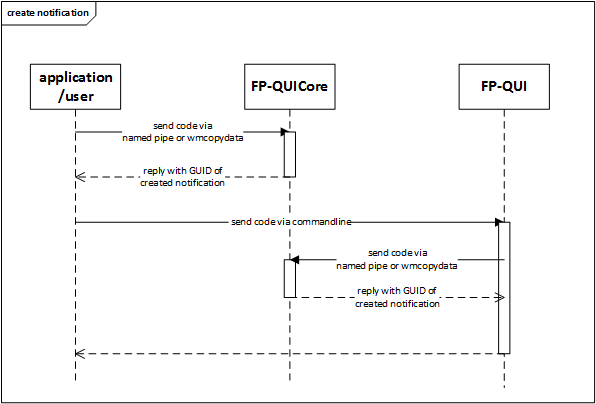 create notification
application
/user
FP-QUICore
FP-QUI
send code via
named pipe or wmcopydata
reply with GUID of
created notification
send code via commandline
send code via
named pipe or wmcopydata
reply with GUID of
created notification